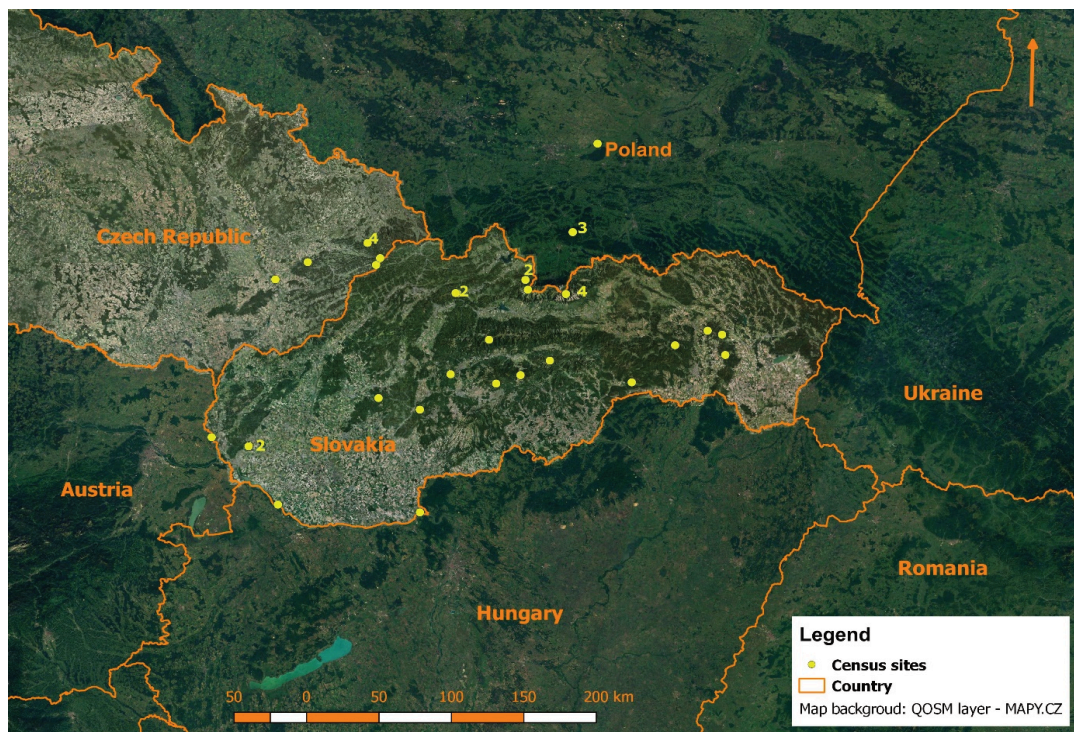 Poland
3
4
Czech Republic
2
2
4
Ukraine
Slovakia
2
Austria
Romania
Hungary
Legend
Census sites
Country
Map backgroud: QOSM layer - MAPY.CZ
50 0 50 100 150 200 km